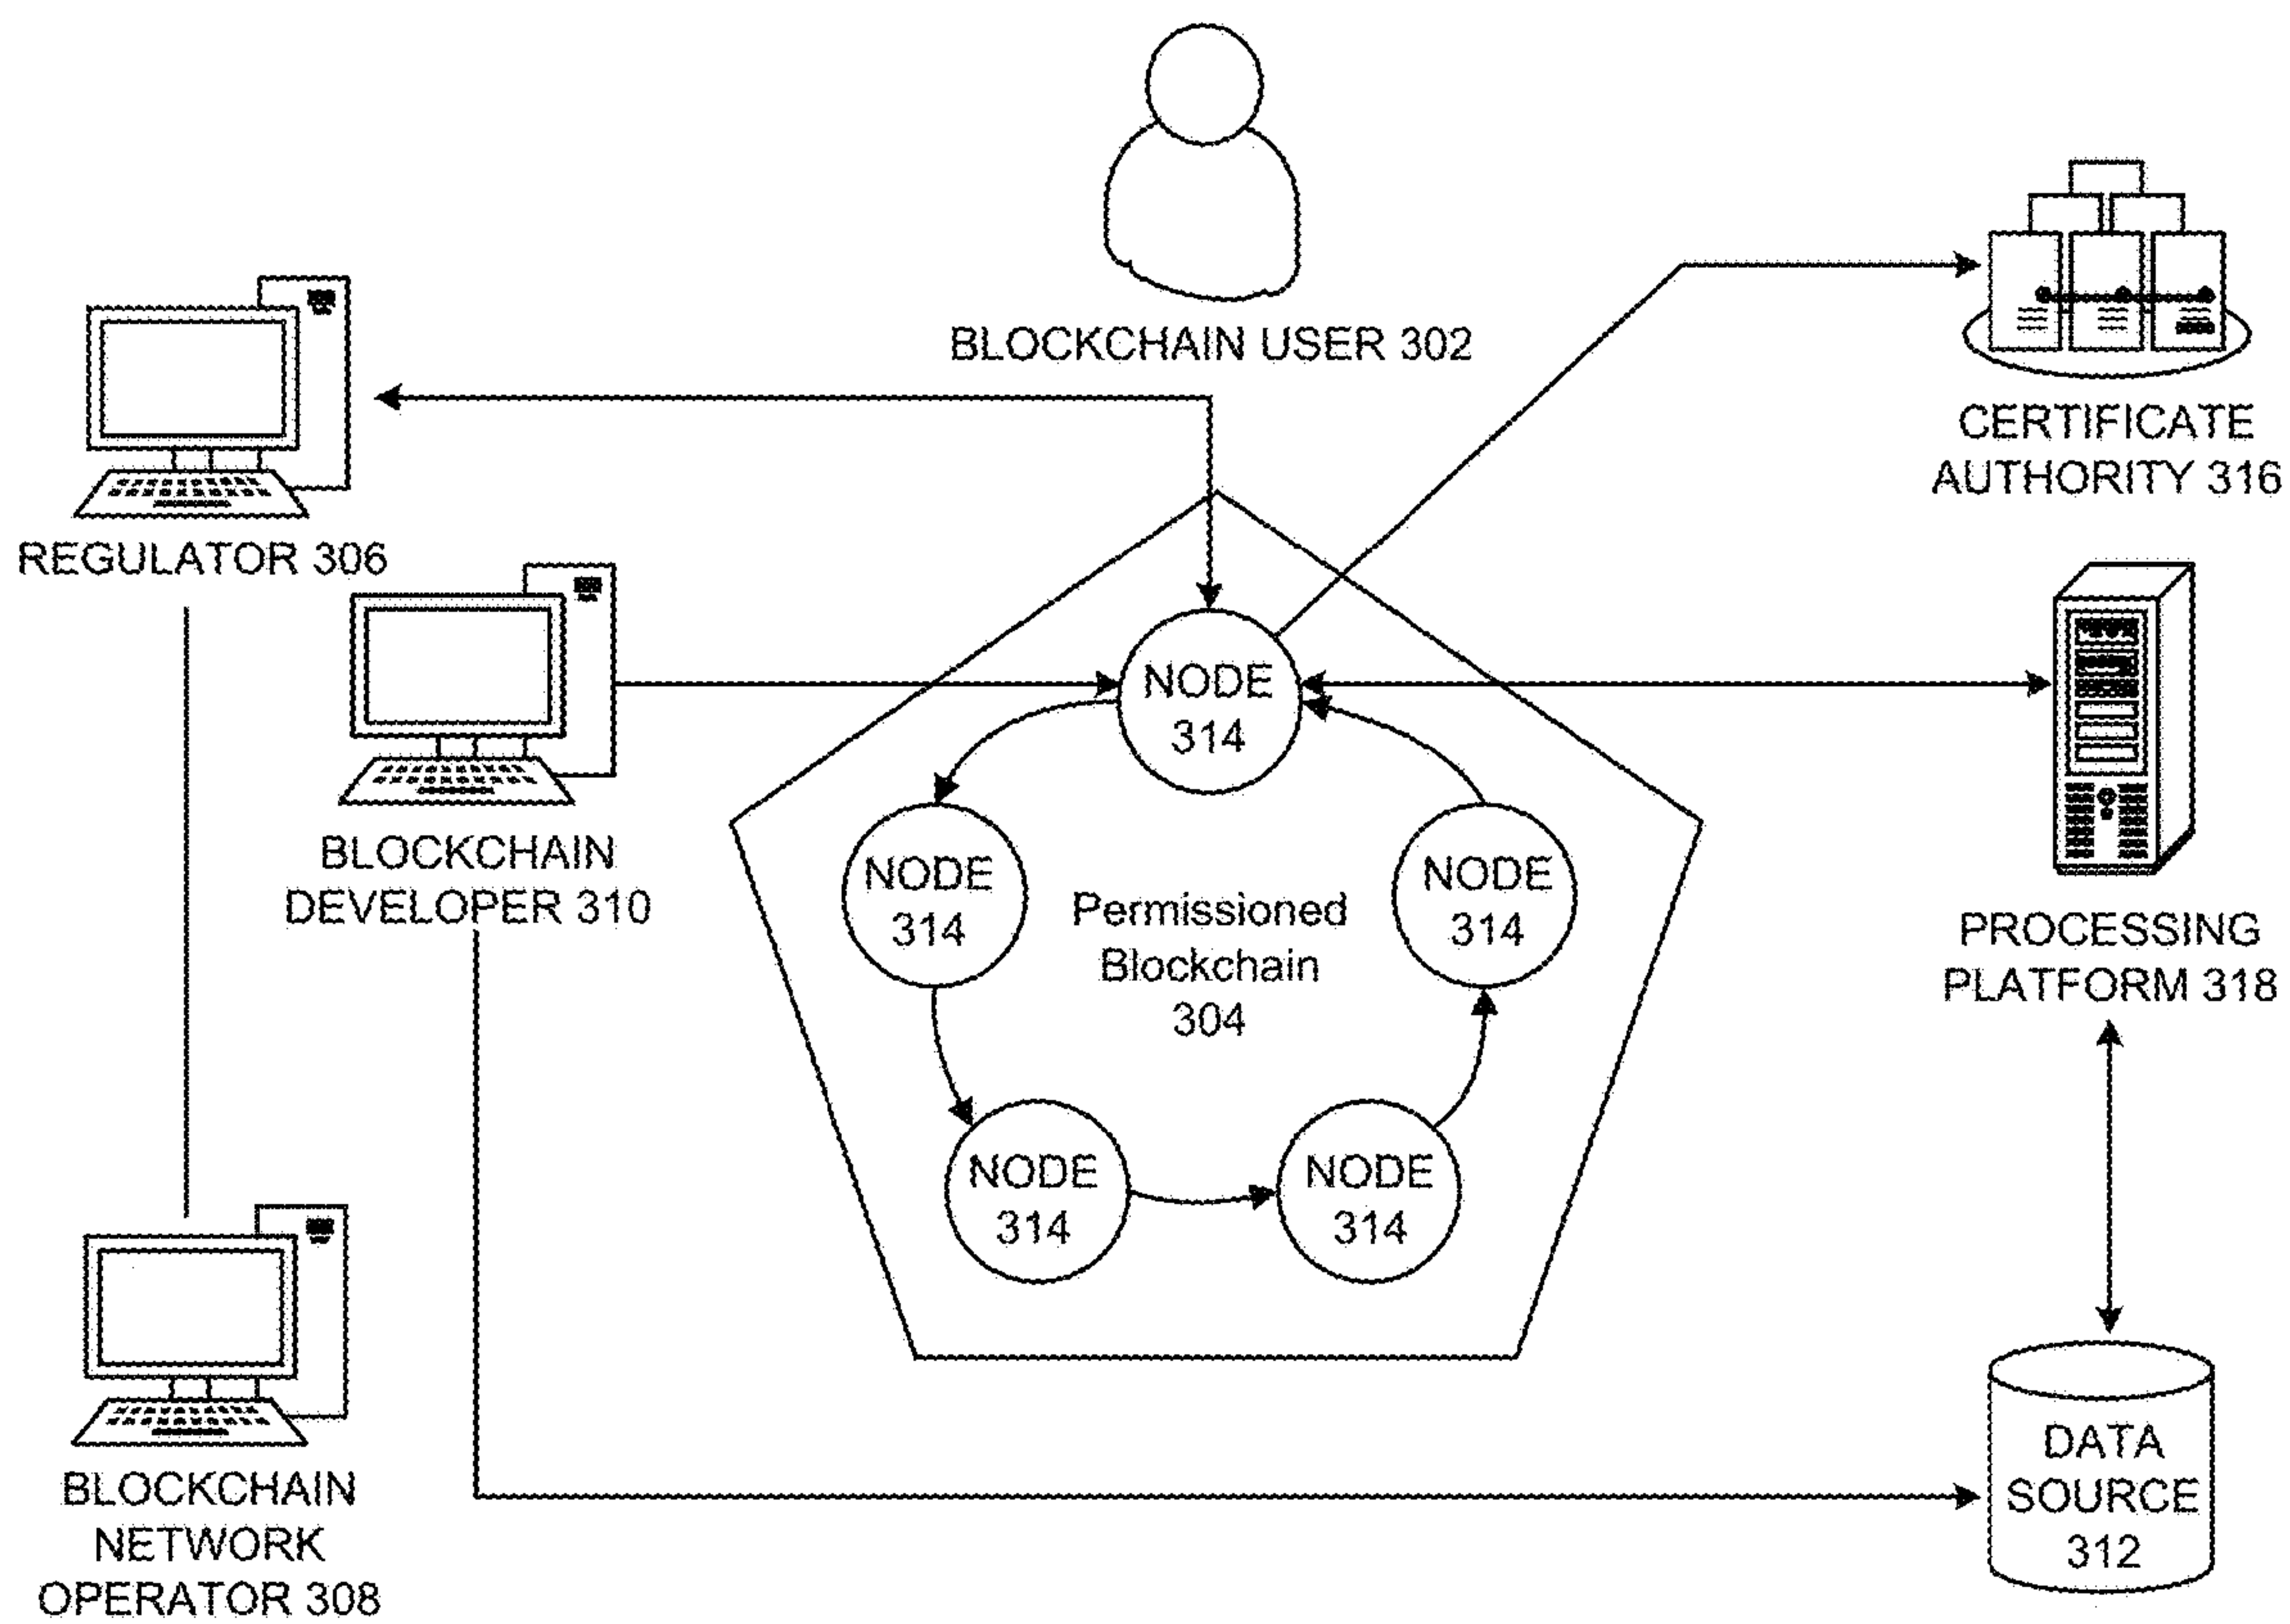 BLOCKCHAIN USER 302
CERTIFICATE
AUTHORITY 316
REGULATOR 306
NODE
314
BLOCKCHAIN
DEVELOPER 310
NODE
314
Permissioned
Blockchain
304
NODE
314
PROCESSING
PLATFORM 318
NODE
314
NODE
314
BLOCKCHAIN
NETWORK
OPERATOR 308
DATA
SOURCE
312